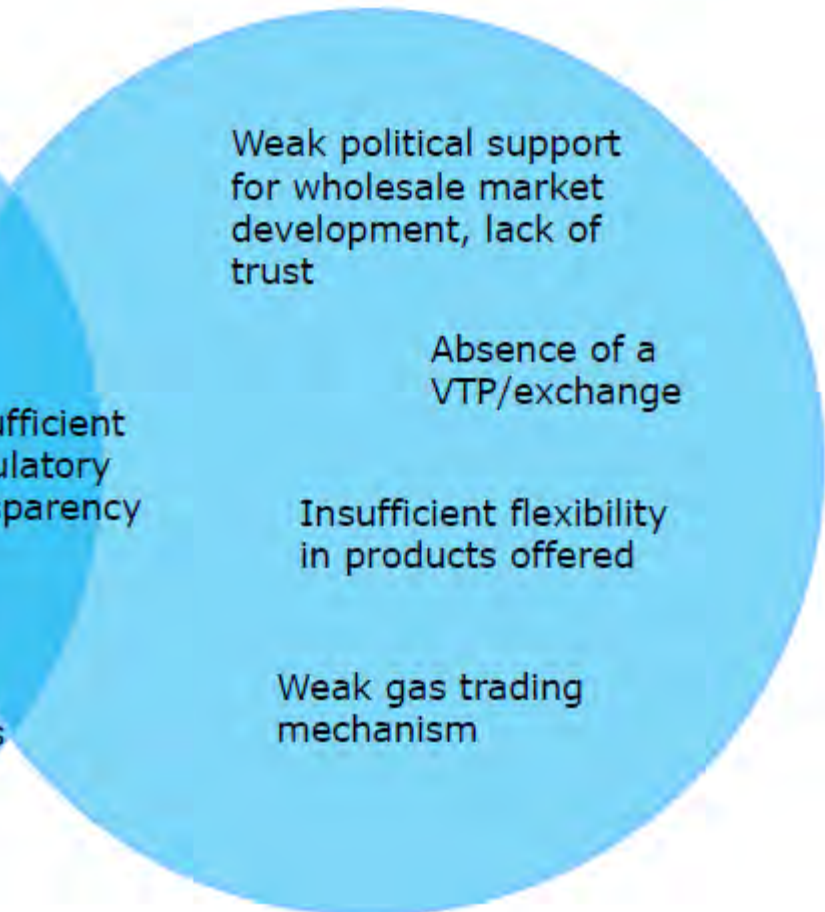 Weak political support
for wholesale market
development, lack of
trust
Absence of a
VTP/exchange
Insufficient flexibility
in products offered
Weak gas trading
mechanism